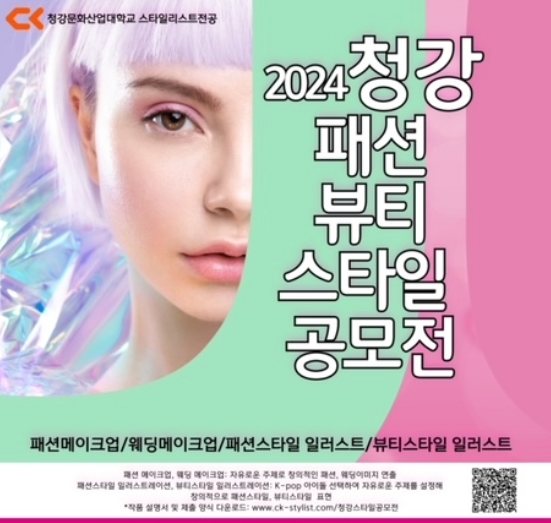 CK 청강문화산업대학교 스타일리스트전공
2024 청강
패션
뷰티
스타일
공모전
패션메이크업/웨딩메이크업/패션스타일 일러스트/뷰티스타일 일러스트
패션 메이크업, 웨딩 메이크업: 자유로운 주제로 창의적인 패션, 웨딩이미지 연출
패션스타일 일러스트레이션, 뷰티스타일 일러스트레이션: K-pop 아이돌 선택하여 자유로운 주제를 설정해
창의적으로 패션스타일, 뷰티스타일 표현
*작품 설명서 및 제출 양식 다운로드: www.ck-stylist.com/청강스타일공모전